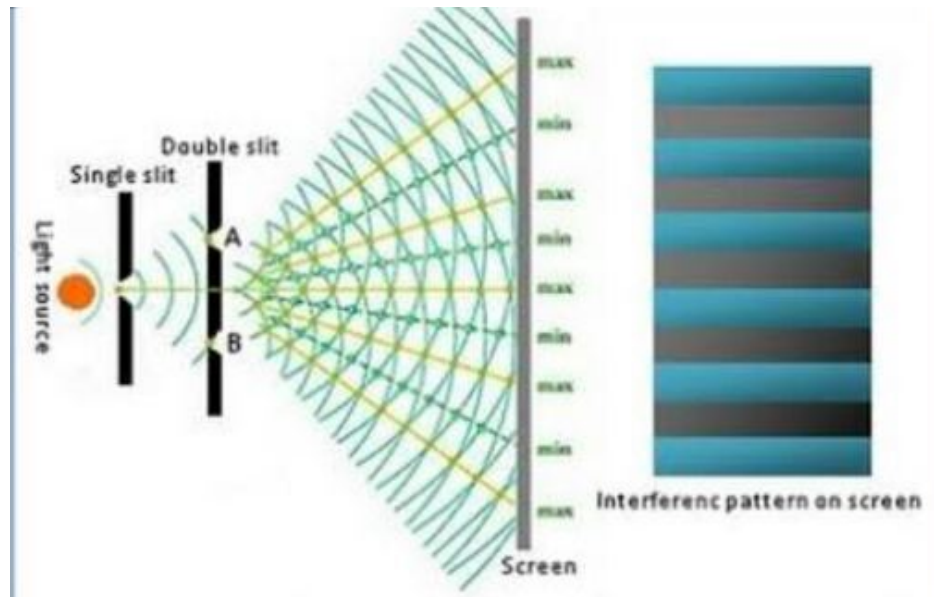 Double slit
Single slit
Light source
A
B
max
min
max
min
max
min
max
min
max
Screen
Interferenc pattern on screen